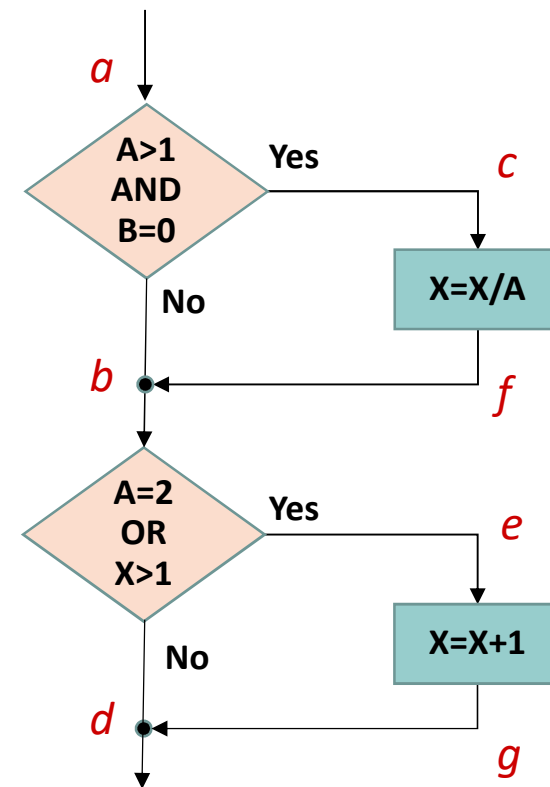 a
A>1
AND
B=0
Yes
c
X=X/A
No
b
f
A=2
OR
X>1
Yes
e
X=X+1
No
d
g